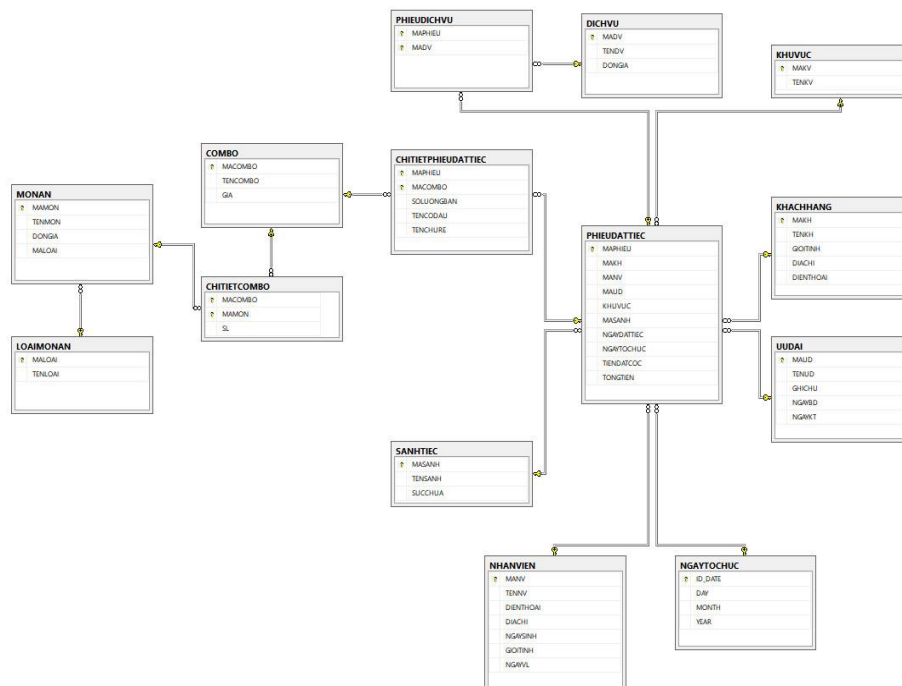 PHIEUDICHVU
MAPHIEU
MADV
DICHVU
MADV
TENDV
DONGIA
KHUVUC
MAKV
TENKV
COMBO
MACOMBO
TENCOMBO
GIA
CHITIETPHIEUDATTIEC
MAPHIEU
MACOMBO
SOLUONGBAN
TENCODAU
TENCHURE
MONAN
MAMON
TENMON
DONGIA
MALOAI
KHACHHANG
MAKH
TENKH
GIOITINH
DIACHI
DIENTHOAI
PHIEUDATTIEC
MAPHIEU
MAKH
MANV
MAUD
KHUVUC
MASANH
NGAYDATTIEC
NGAYTOCHUC
TIENDATCOC
TONGTIEN
CHITIETCOMBO
MACOMBO
MAMON
SL
LOAIMONAN
MALOAI
TENLOAI
UUDAI
MAUD
TENUD
GHICHU
NGAYBD
NGAYKT
SANHTIEC
MASANH
TENSANH
SUCCHUA
NHANVIEN
MANV
TENNV
DIENTHOAI
DIACHI
NGAYSINH
GIOITINH
NGAYVL
NGAYTOCHUC
ID_DATE
DAY
MONTH
YEAR